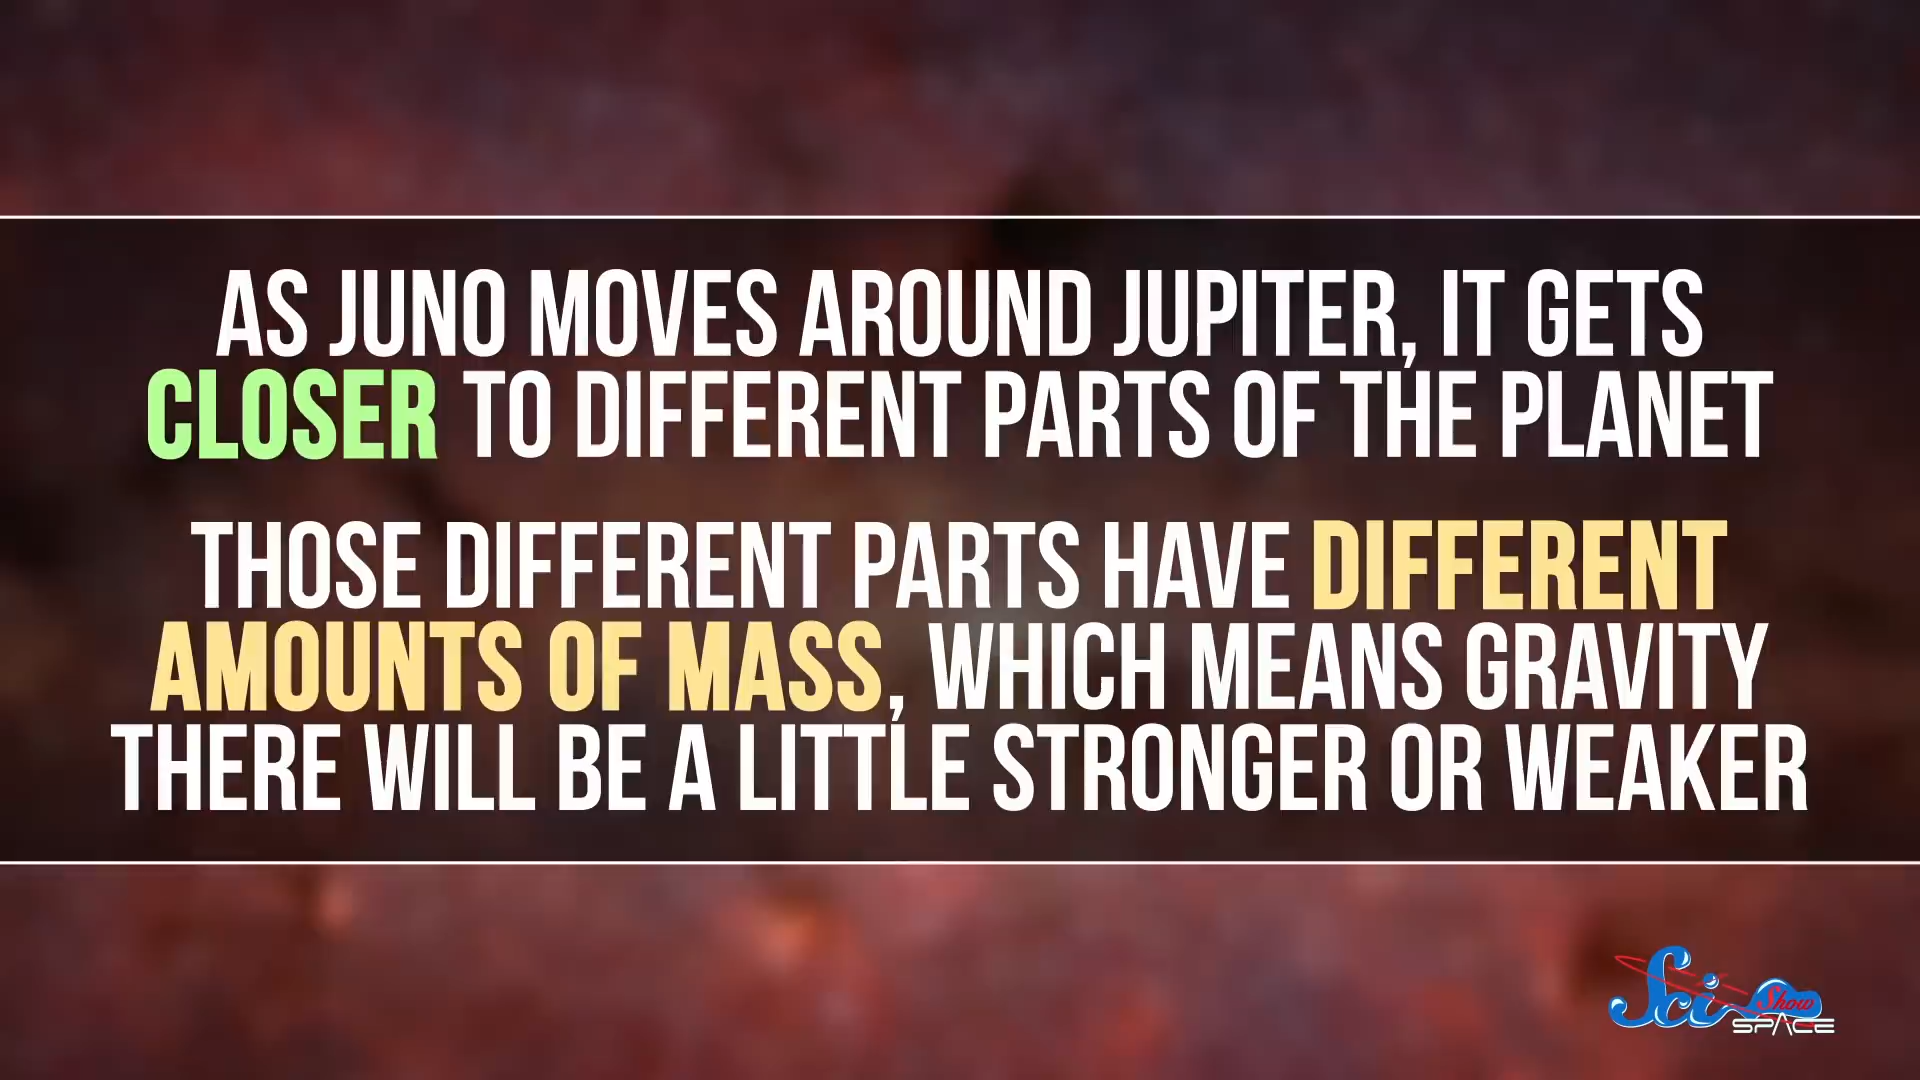 AS JUNO MOVES AROUND JUPITER, IT GETS
CLOSER TO DIFFERENT PARTS OF THE PLANET
THOSE DIFFERENT PARTS HAVE DIFFERENT
AMOUNTS OF MASS, WHICH MEANS GRAVITY
THERE WILL BE A LITTLE STRONGER OR WEAKER
Sci Show
SPACE